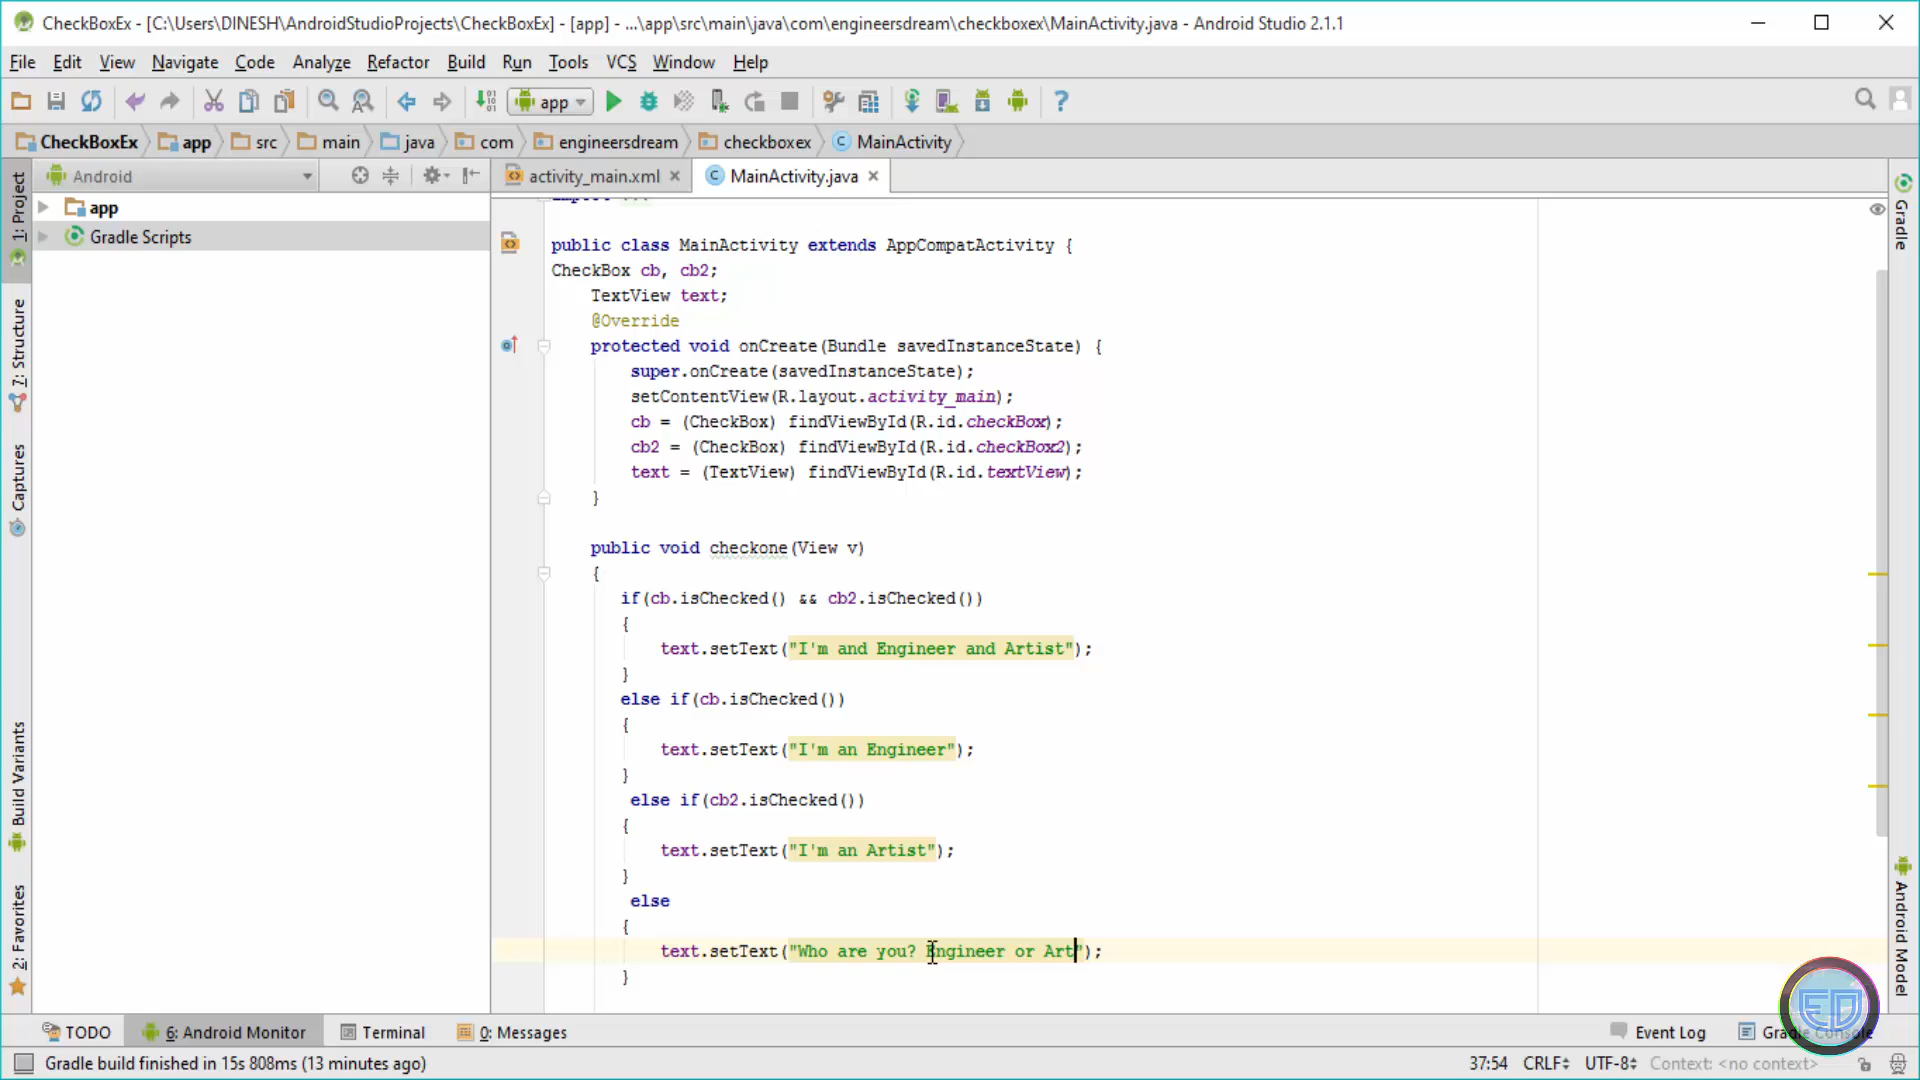 CheckBoxEx - [C:\Users\DINESH\AndroidStudioProjects\CheckBoxEx] - [app] - ...\app\src\main\java\com\engineersdream\checkboxex\MainActivity.java - Android Studio 2.1.1
File Edit View Navigate Code Analyze Refactor Build Run Tools VCS Window Help
app
CheckBoxEx app src main java com engineersdream checkboxex MainActivity
Android activity_main.xml MainActivity.java
app
Gradle Scripts
1: Project
7: Structure
Captures
Build Variants
2: Favorites
Gradle
Android Model
import ...
public class MainActivity extends AppCompatActivity {
CheckBox cb, cb2;
TextView text;
@Override
protected void onCreate(Bundle savedInstanceState) {
super.onCreate(savedInstanceState);
setContentView(R.layout.activity_main);
cb = (CheckBox) findViewById(R.id.checkBox);
cb2 = (CheckBox) findViewById(R.id.checkBox2);
text = (TextView) findViewById(R.id.textView);
}
public void checkone(View v)
{
if(cb.isChecked() && cb2.isChecked())
{
text.setText("I'm and Engineer and Artist");
}
else if(cb.isChecked())
{
text.setText("I'm an Engineer");
}
else if(cb2.isChecked())
{
text.setText("I'm an Artist");
}
else
{
text.setText("Who are you? Engineer or Art");
}
TODO 6: Android Monitor Terminal 0: Messages Event Log Gradle Console
ED
Gradle build finished in 15s 808ms (13 minutes ago) 37:54 CRLF UTF-8 Context: <no context>